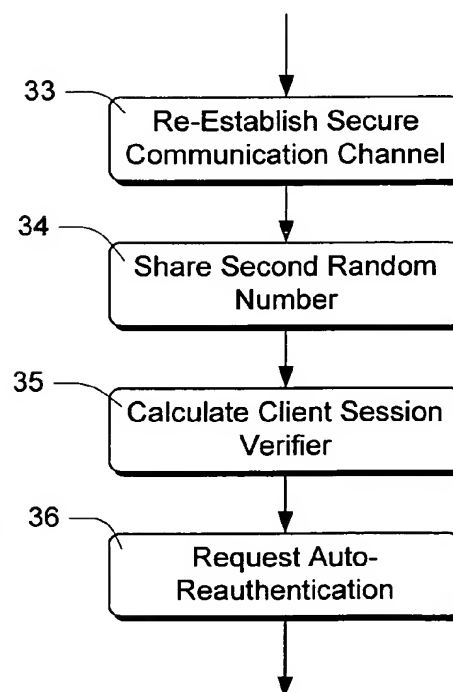 33
Re-Establish Secure
Communication Channel
34
Share Second Random
Number
35
Calculate Client Session
Verifier
36
Request Auto-
Reauthentication